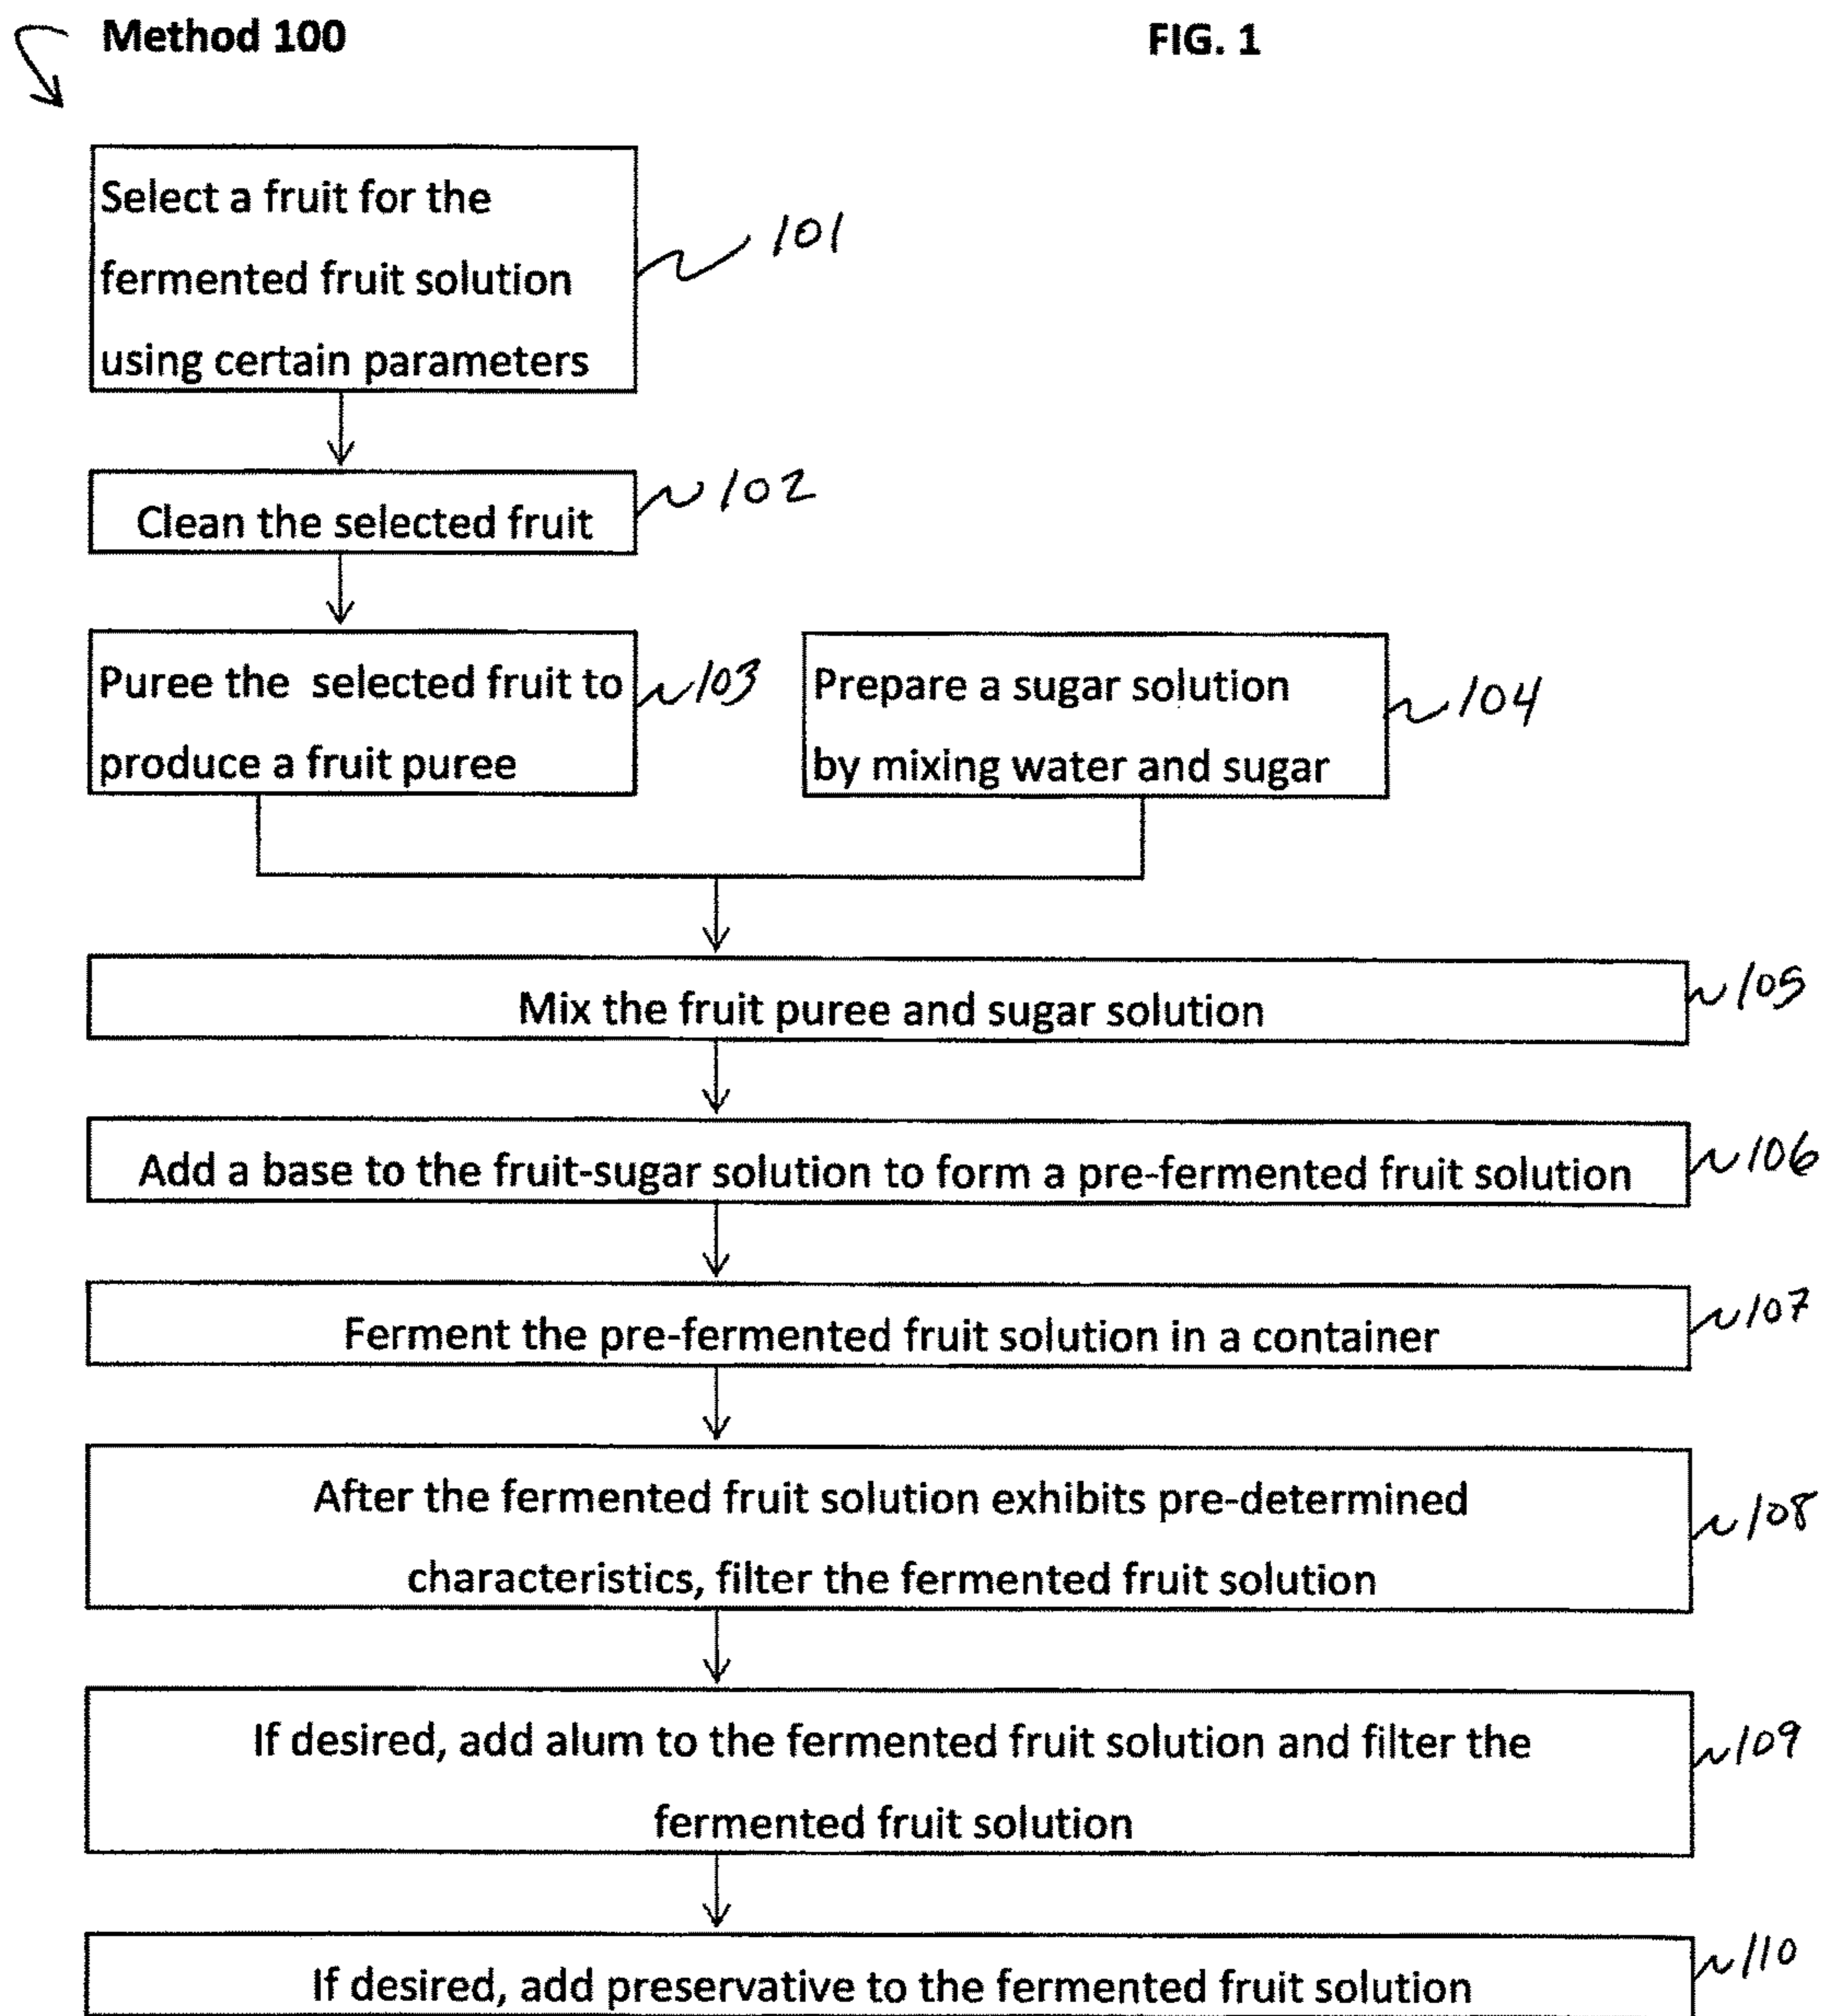 Method 100
FIG. 1
Select a fruit for the
fermented fruit solution
using certain parameters
101
Clean the selected fruit
102
Puree the selected fruit to
produce a fruit puree
103
Prepare a sugar solution
by mixing water and sugar
104
Mix the fruit puree and sugar solution
105
Add a base to the fruit-sugar solution to form a pre-fermented fruit solution
106
Ferment the pre-fermented fruit solution in a container
107
After the fermented fruit solution exhibits pre-determined
characteristics, filter the fermented fruit solution
108
If desired, add alum to the fermented fruit solution and filter the
fermented fruit solution
109
If desired, add preservative to the fermented fruit solution
110